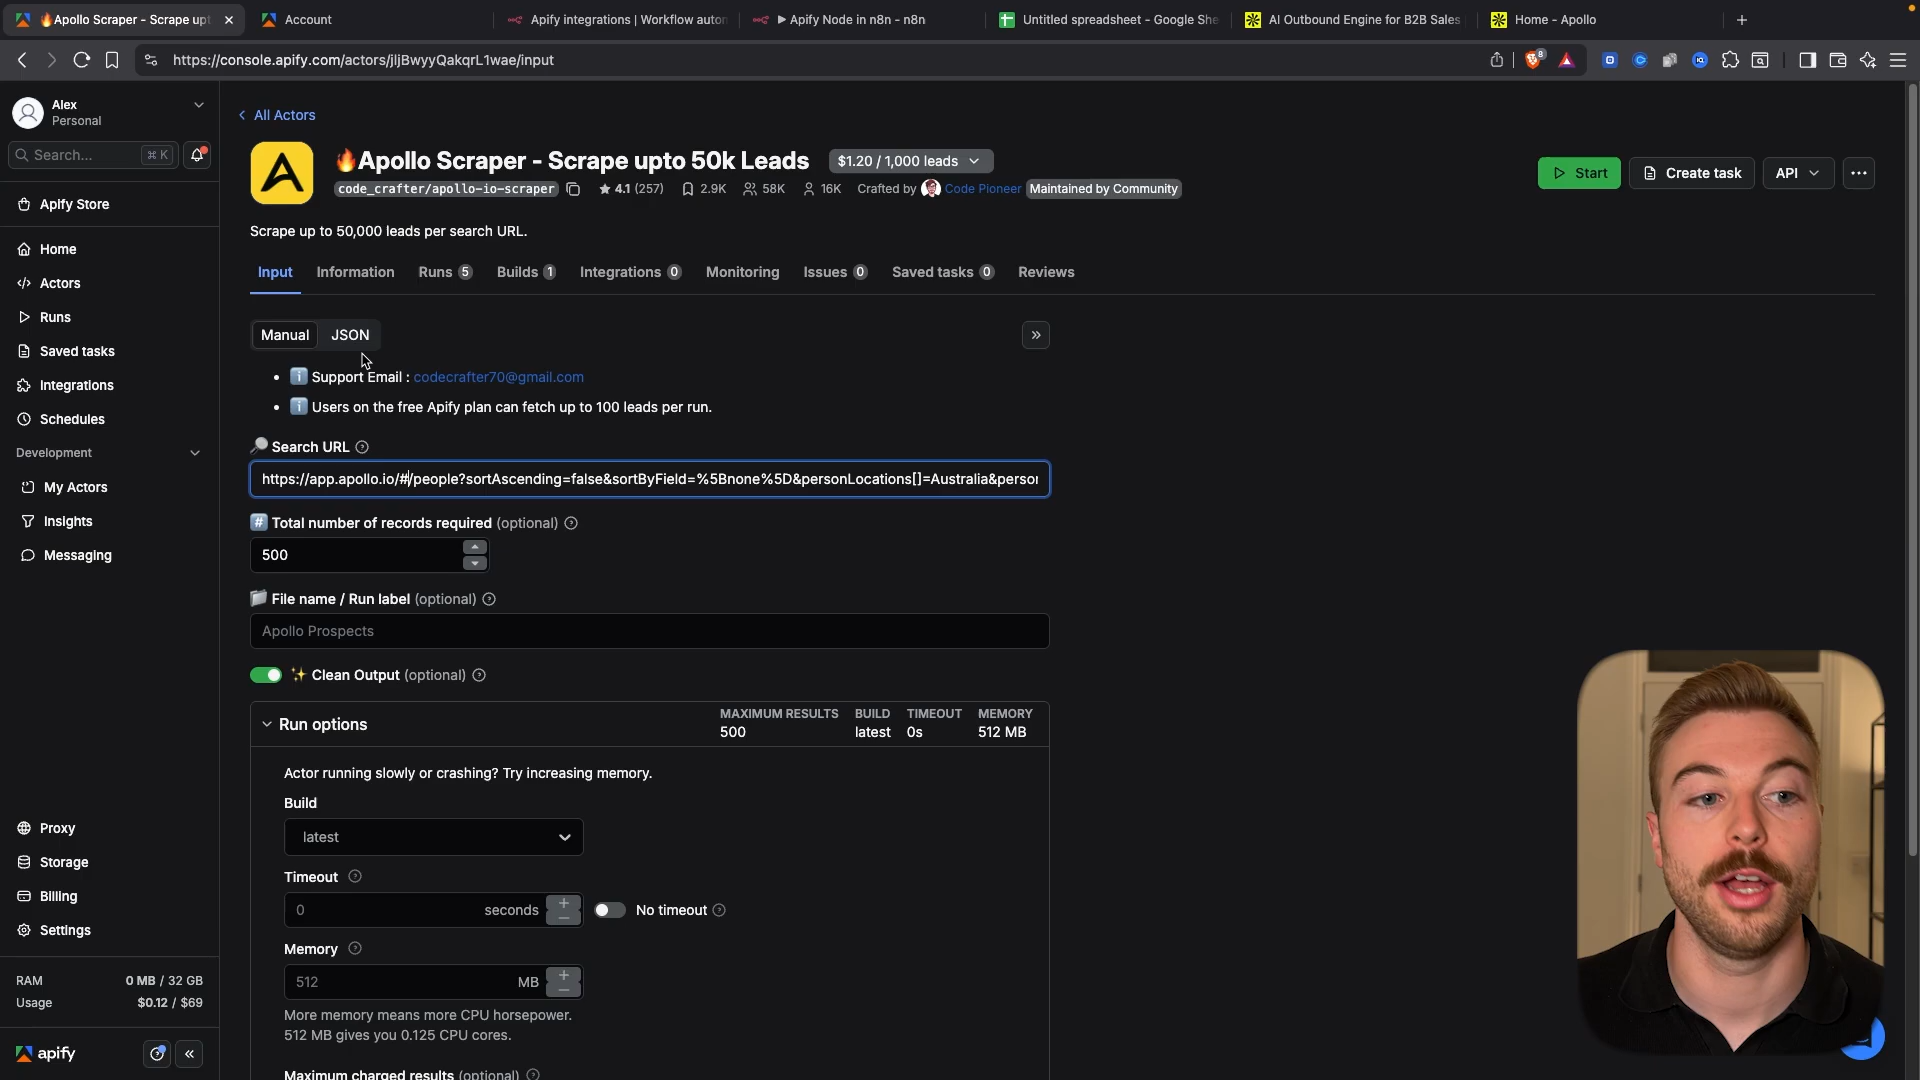 🔥Apollo Scraper - Scrape upt
Account
Apify integrations | Workflow auton
▶ Apify Node in n8n - n8n
Untitled spreadsheet - Google She
AI Outbound Engine for B2B Sales
Home - Apollo
https://console.apify.com/actors/jljBwyyQakqrL1wae/input
8
Alex
Personal
Search...
⌘ K
Apify Store
Home
Actors
Runs
Saved tasks
Integrations
Schedules
Development
My Actors
Insights
Messaging
Proxy
Storage
Billing
Settings
RAM 0 MB / 32 GB
Usage $0.12 / $69
apify
All Actors
🔥Apollo Scraper - Scrape upto 50k Leads
$1.20 / 1,000 leads
code_crafter/apollo-io-scraper
4.1 (257)
2.9K
58K
16K
Crafted by Code Pioneer
Maintained by Community
Start
Create task
API
Scrape up to 50,000 leads per search URL.
Input
Information
Runs 5
Builds 1
Integrations 0
Monitoring
Issues 0
Saved tasks 0
Reviews
Manual
JSON
• ℹ️ Support Email : codecrafter70@gmail.com
• ℹ️ Users on the free Apify plan can fetch up to 100 leads per run.
🔎 Search URL
https://app.apollo.io/#/people?sortAscending=false&sortByField=%5Bnone%5D&personLocations[]=Australia&person
#️⃣ Total number of records required (optional)
500
📁 File name / Run label (optional)
Apollo Prospects
✨ Clean Output (optional)
Run options
MAXIMUM RESULTS
500
BUILD
latest
TIMEOUT
0s
MEMORY
512 MB
Actor running slowly or crashing? Try increasing memory.
Build
latest
Timeout
0 seconds
No timeout
Memory
512 MB
More memory means more CPU horsepower.
512 MB gives you 0.125 CPU cores.
Maximum charged results (optional)